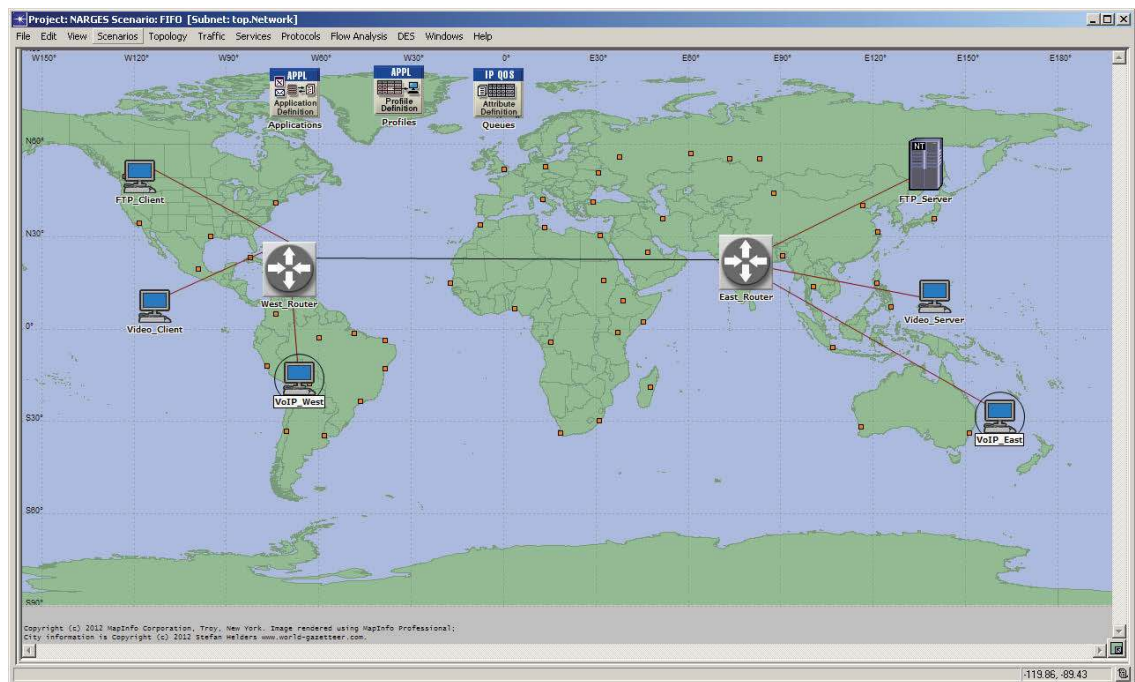 Project: NARGES Scenario: FIFO [Subnet: top.Network]
File Edit View Scenarios Topology Traffic Services Protocols Flow Analysis DES Windows Help
W150° W120° W90° W60° W30° 0° E30° E60° E90° E120° E150° E180°
APPL
Application Definition
Applications
APPL
Profile Definition
Profiles
IP QOS
Attribute Definition
Queues
N60°
NT
FTP_Client
FTP_Server
N30°
West_Router
East_Router
Video_Client
Video_Server
0°
VoIP_West
VoIP_East
S30°
S60°
S90°
Copyright (c) 2012 MapInfo Corporation, Troy, New York. Image rendered using MapInfo Professional;
City information is Copyright (c) 2012 Stefan Helders www.world-gazetteer.com.
-119.86, -89.43